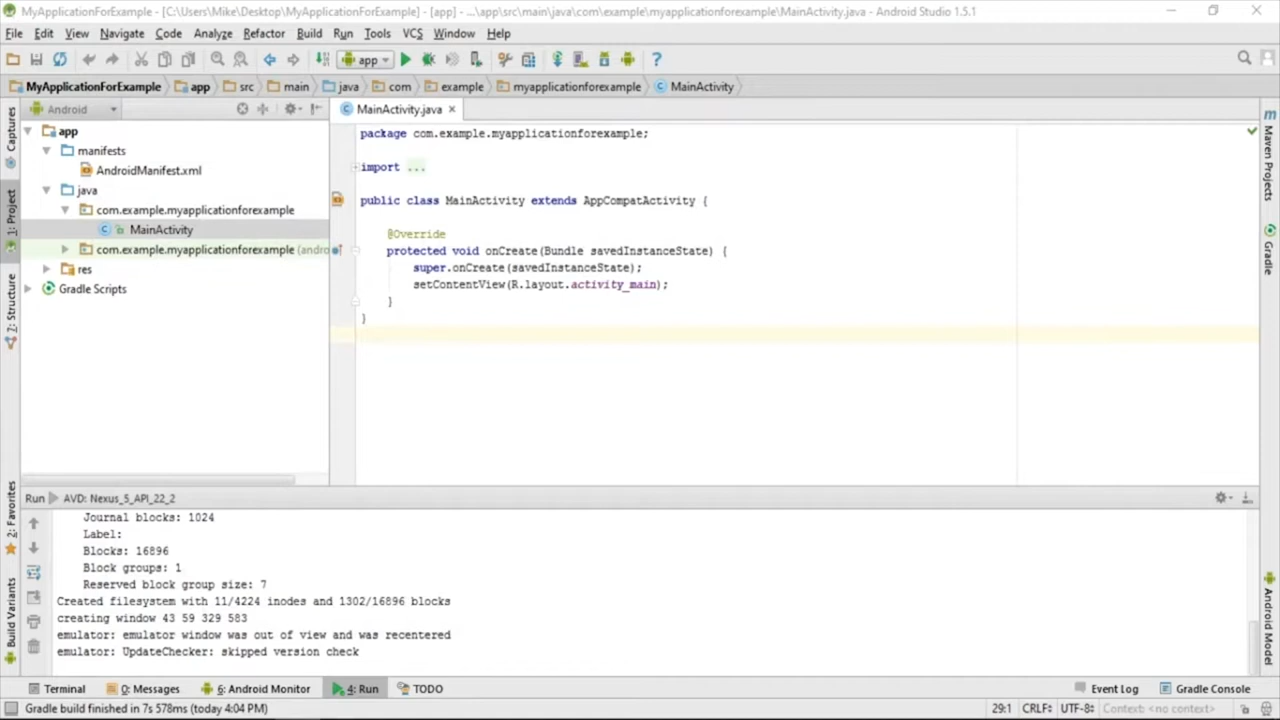 MyApplicationForExample - [C:\Users\Mike\Desktop\MyApplicationForExample] - [app] - ...\app\src\main\java\com\example\myapplicationforexample\MainActivity.java - Android Studio 1.5.1
File Edit View Navigate Code Analyze Refactor Build Run Tools VCS Window Help
app
MyApplicationForExample app src main java com example myapplicationforexample MainActivity
Android
MainActivity.java
app
manifests
AndroidManifest.xml
java
com.example.myapplicationforexample
MainActivity
com.example.myapplicationforexample (andro
res
Gradle Scripts
package com.example.myapplicationforexample;
import ...
public class MainActivity extends AppCompatActivity {
@Override
protected void onCreate(Bundle savedInstanceState) {
super.onCreate(savedInstanceState);
setContentView(R.layout.activity_main);
}
}
Captures
1: Project
7: Structure
2: Favorites
Build Variants
Maven Projects
Gradle
Android Model
Run AVD: Nexus_5_API_22_2
Journal blocks: 1024
Label:
Blocks: 16896
Block groups: 1
Reserved block group size: 7
Created filesystem with 11/4224 inodes and 1302/16896 blocks
creating window 43 59 329 583
emulator: emulator window was out of view and was recentered
emulator: UpdateChecker: skipped version check
Terminal 0: Messages 6: Android Monitor 4: Run TODO Event Log Gradle Console
Gradle build finished in 7s 578ms (today 4:04 PM) 29:1 CRLF÷ UTF-8÷ Context: <no context>